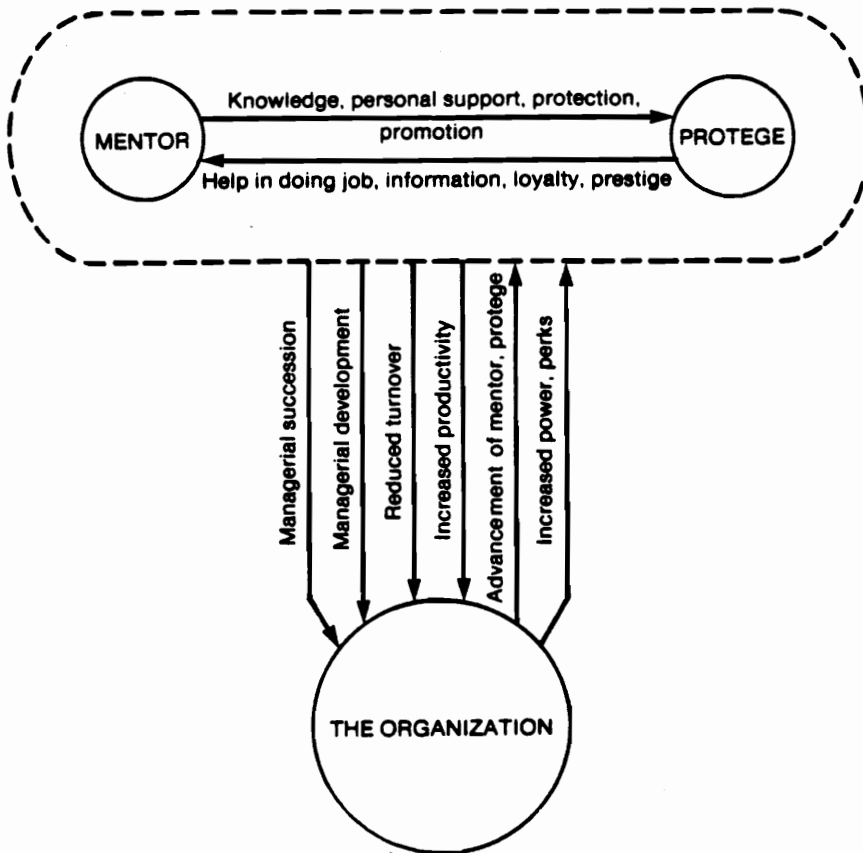 Knowledge, personal support, protection,
promotion
MENTOR
PROTEGE
Help in doing job, information, loyalty, prestige
Managerial succession
Managerial development
Reduced turnover
Increased productivity
Advancement of mentor, protege
Increased power, perks
THE ORGANIZATION